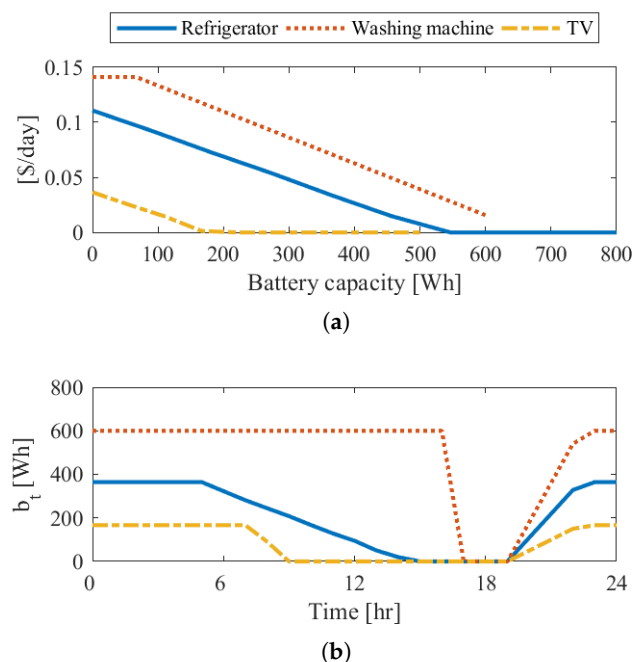 Refrigerator Washing machine TV
0.15
0.1
0.05
0
[$/day]
0 100 200 300 400 500 600 700 800
Battery capacity [Wh]
(a)
800
600
400
200
0
b_t [Wh]
0 6 12 18 24
Time [hr]
(b)